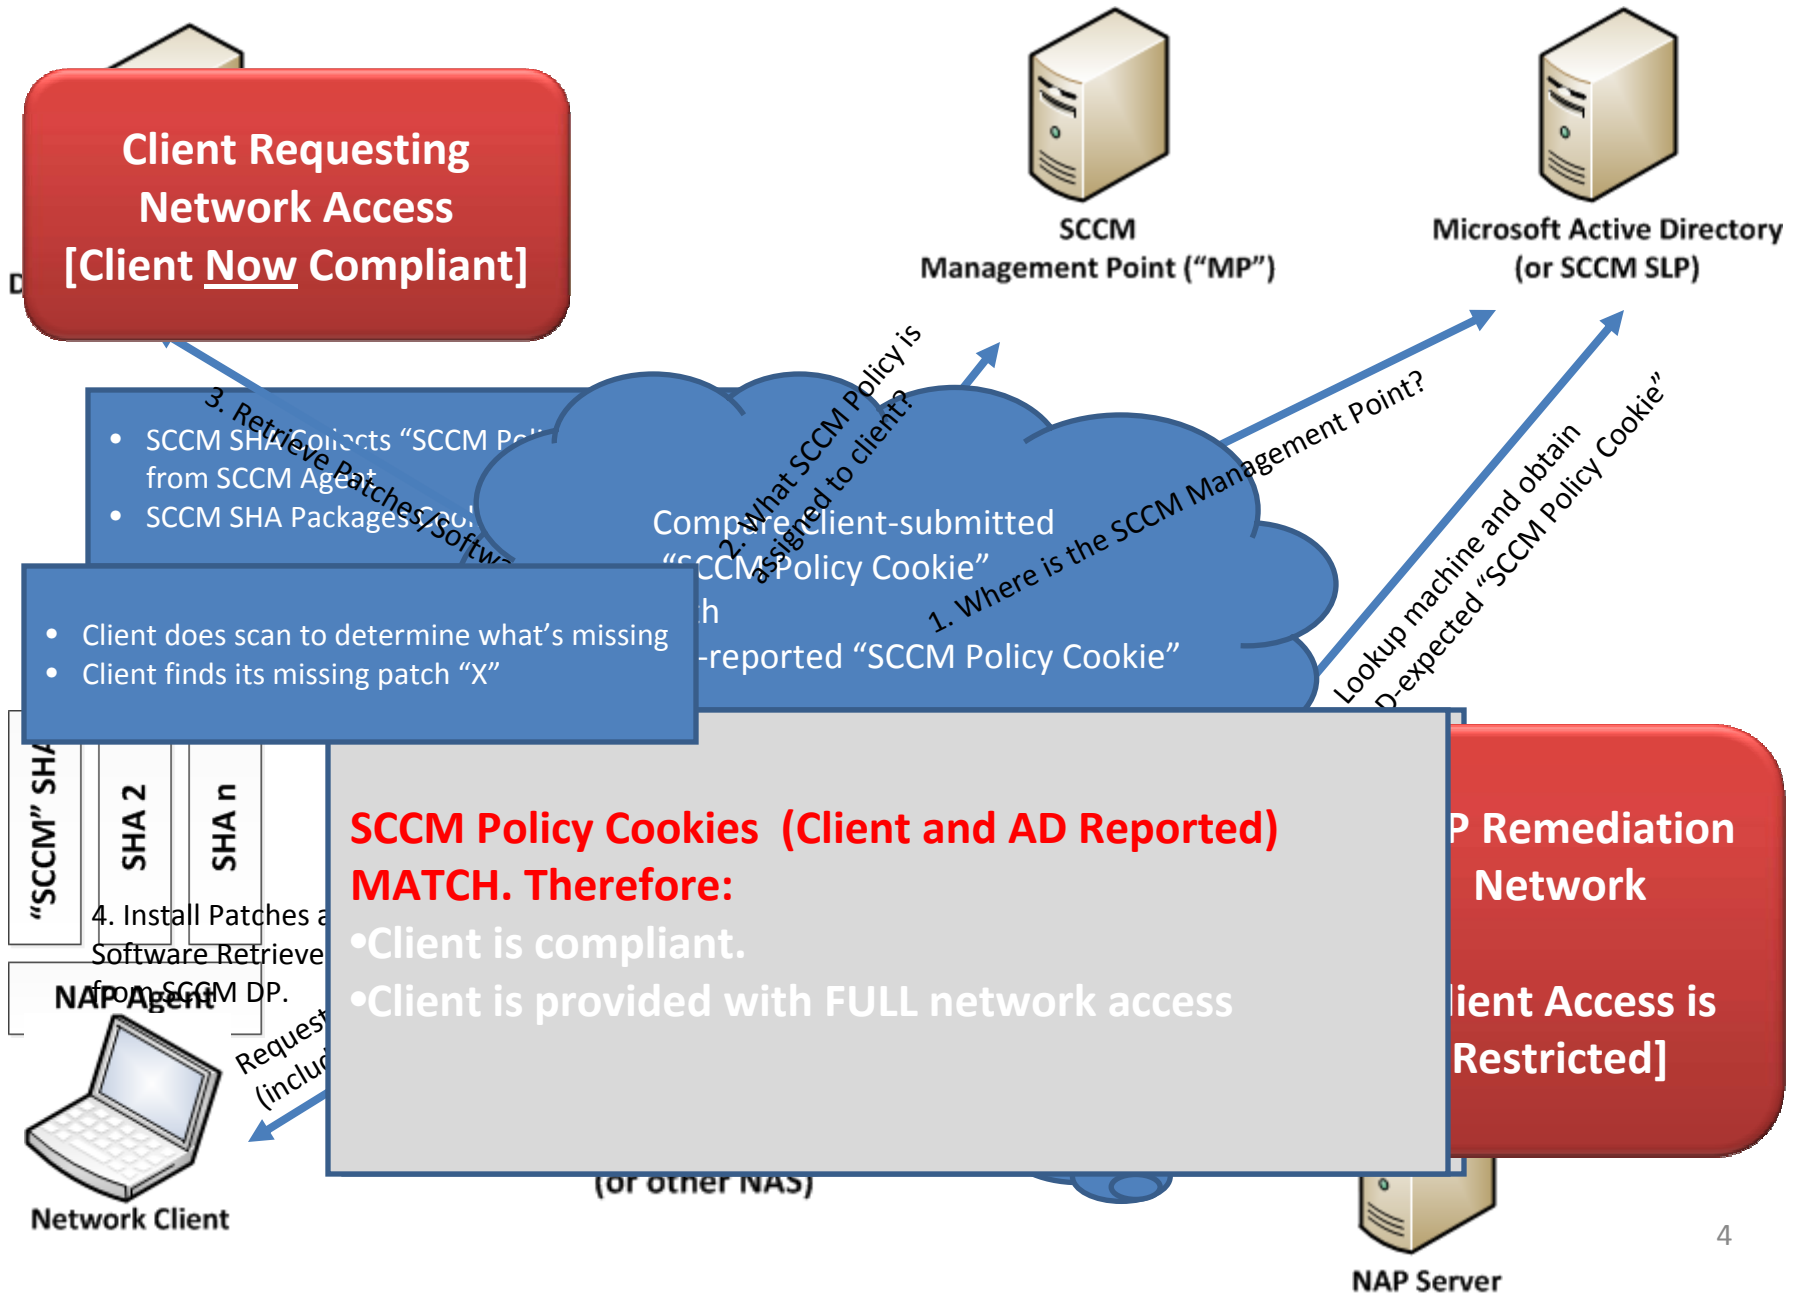 Client Requesting
Network Access
[Client Now Compliant]
SCCM
Management Point (“MP”)
Microsoft Active Directory
(or SCCM SLP)
3. Retrieve Patches/Softwa
2. What SCCM Policy is
assigned to client?
1. Where is the SCCM Management Point?
Lookup machine and obtain
D-expected “SCCM Policy Cookie”
• SCCM SHA Collects “SCCM Pol
from SCCM Agent
• SCCM SHA Packages Cook
Compare Client-submitted
“SCCM Policy Cookie”
-reported “SCCM Policy Cookie”
• Client does scan to determine what’s missing
• Client finds its missing patch “X”
“SCCM” SHA
SHA 2
SHA n
SCCM Policy Cookies (Client and AD Reported)
MATCH. Therefore:
•Client is compliant.
•Client is provided with FULL network access
P Remediation
Network
lient Access is
Restricted]
4. Install Patches a
Software Retrieve
from SCCM DP.
NAP Agent
Request
(includ
(or other NAS)
Network Client
NAP Server
4